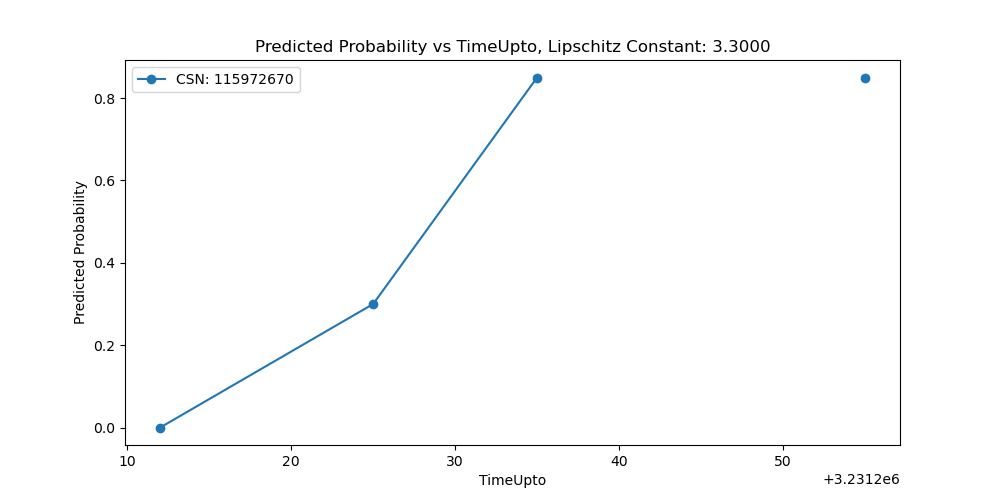 Predicted Probability vs TimeUpto, Lipschitz Constant: 3.3000
CSN: 115972670
Predicted Probability
0.8
0.6
0.4
0.2
0.0
10 20 30 40 50
TimeUpto
+3.2312e6